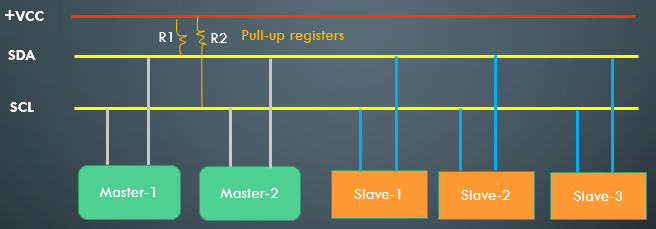 +VCC
R1
R2
Pull-up registers
SDA
SCL
Master-1
Master-2
Slave-1
Slave-2
Slave-3